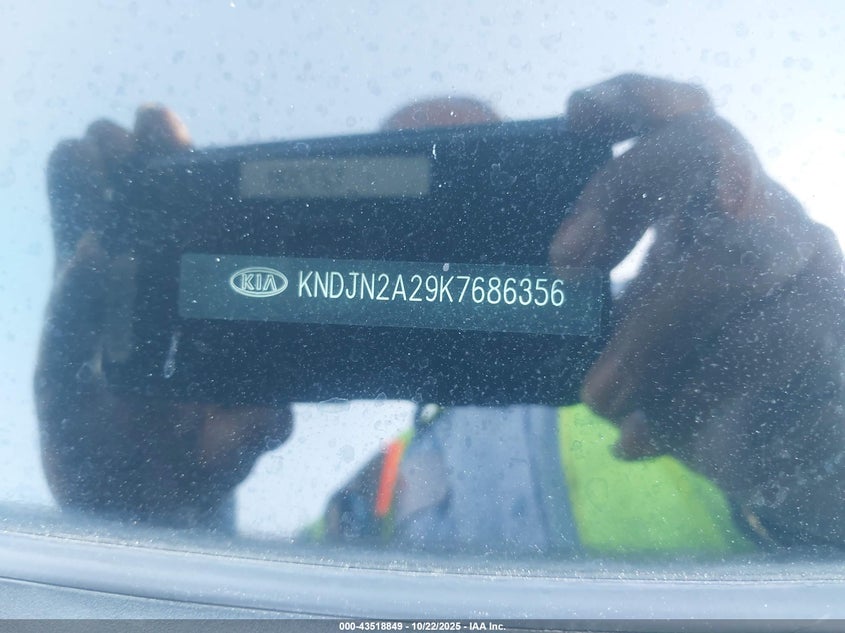 KIA KNDJN2A29K7686356
000-43518849 - 10/22/2025 - IAA Inc.